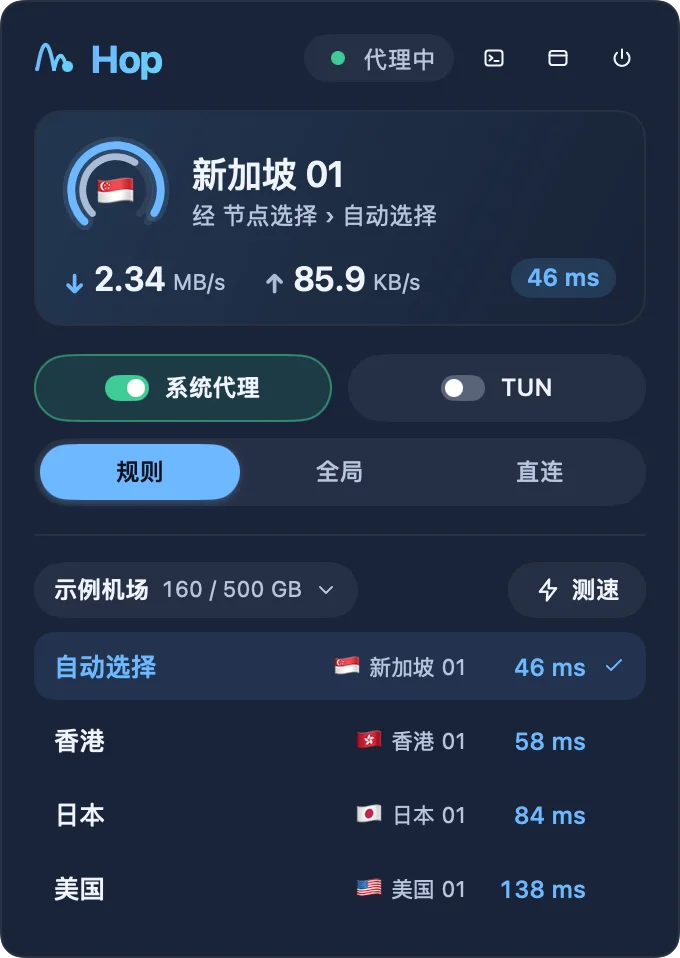 Hop 代理中
新加坡 01
经 节点选择 › 自动选择
↓ 2.34 MB/s ↑ 85.9 KB/s 46 ms
系统代理 TUN
规则 全局 直连
示例机场 160 / 500 GB 测速
自动选择 🇸🇬 新加坡 01 46 ms ✓
香港 🇭🇰 香港 01 58 ms
日本 🇯🇵 日本 01 84 ms
美国 🇺🇸 美国 01 138 ms